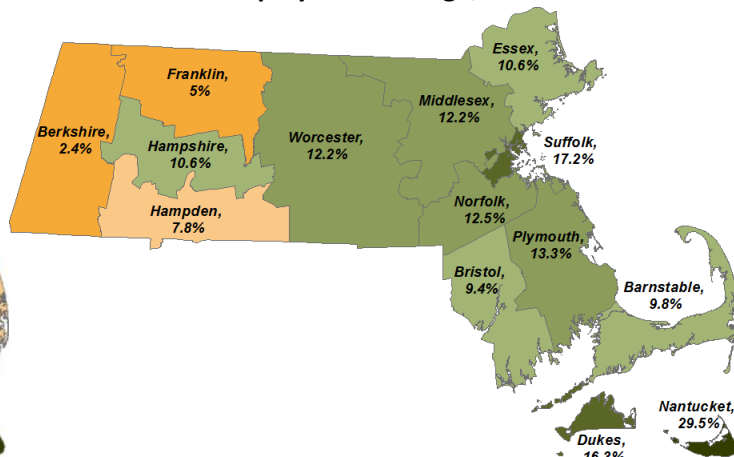 Essex,
10.6%
Franklin,
5%
Middlesex,
12.2%
Berkshire,
2.4%
Hampshire,
10.6%
Worcester,
12.2%
Suffolk,
17.2%
Hampden,
7.8%
Norfolk,
12.5%
Plymouth,
13.3%
Bristol,
9.4%
Barnstable,
9.8%
Nantucket,
29.5%
Dukes,
16.3%